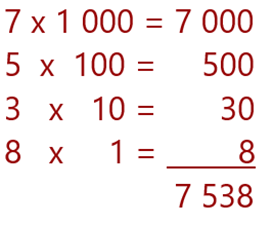 7 x 1 000 = 7 000
5 x 100 = 500
3 x 10 = 30
8 x 1 = 8
7 538